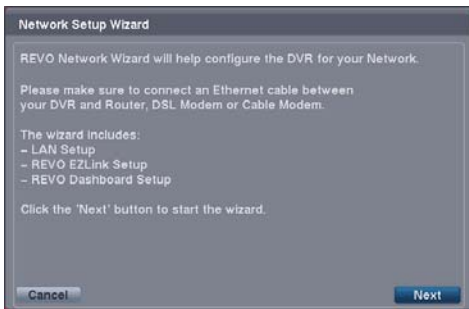 Network Setup Wizard
REVO Network Wizard will help configure the DVR for your Network.
Please make sure to connect an Ethernet cable between
your DVR and Router, DSL Modem or Cable Modem.
The wizard includes:
– LAN Setup
– REVO EZLink Setup
– REVO Dashboard Setup
Click the 'Next' button to start the wizard.
Cancel
Next